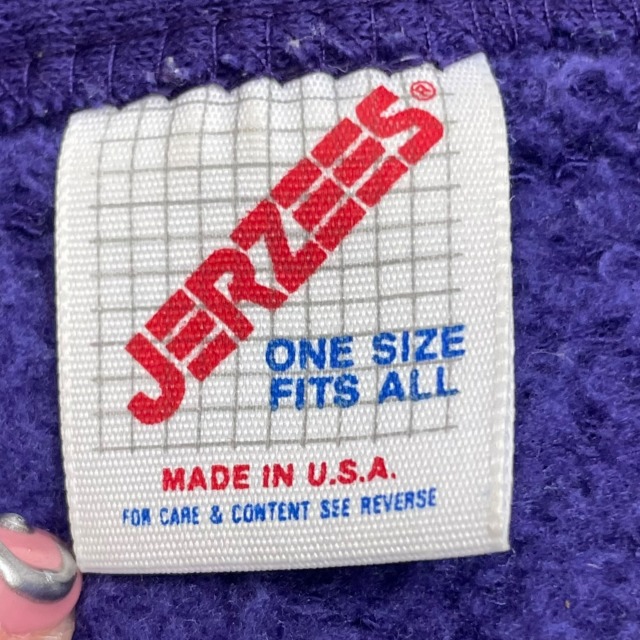 JERZEES®
ONE SIZE
FITS ALL
MADE IN U.S.A.
FOR CARE & CONTENT SEE REVERSE